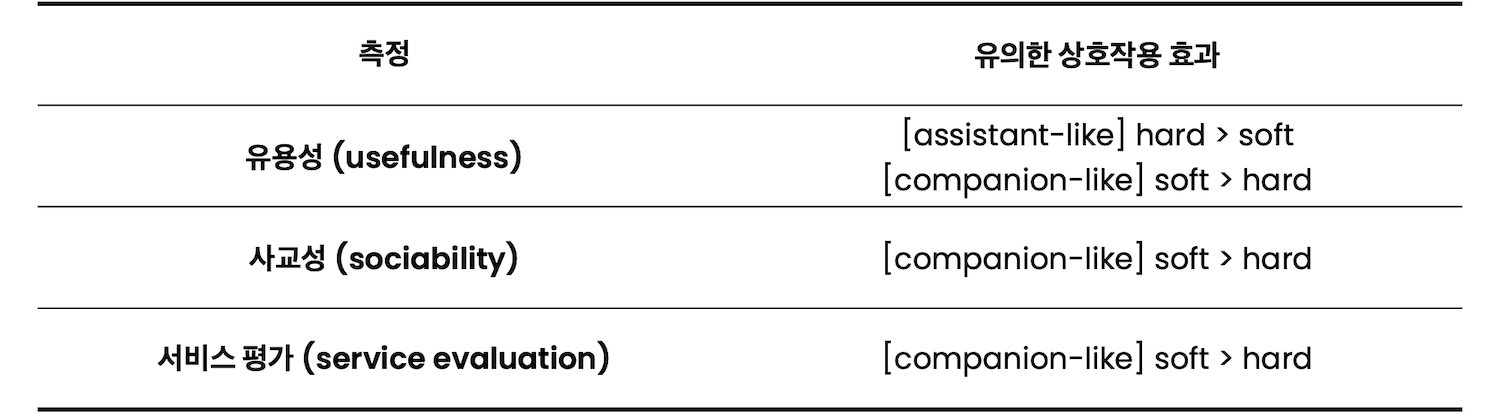 측정
유의한 상호작용 효과
유용성 (usefulness)
[assistant-like] hard > soft
[companion-like] soft > hard
사교성 (sociability)
[companion-like] soft > hard
서비스 평가 (service evaluation)
[companion-like] soft > hard